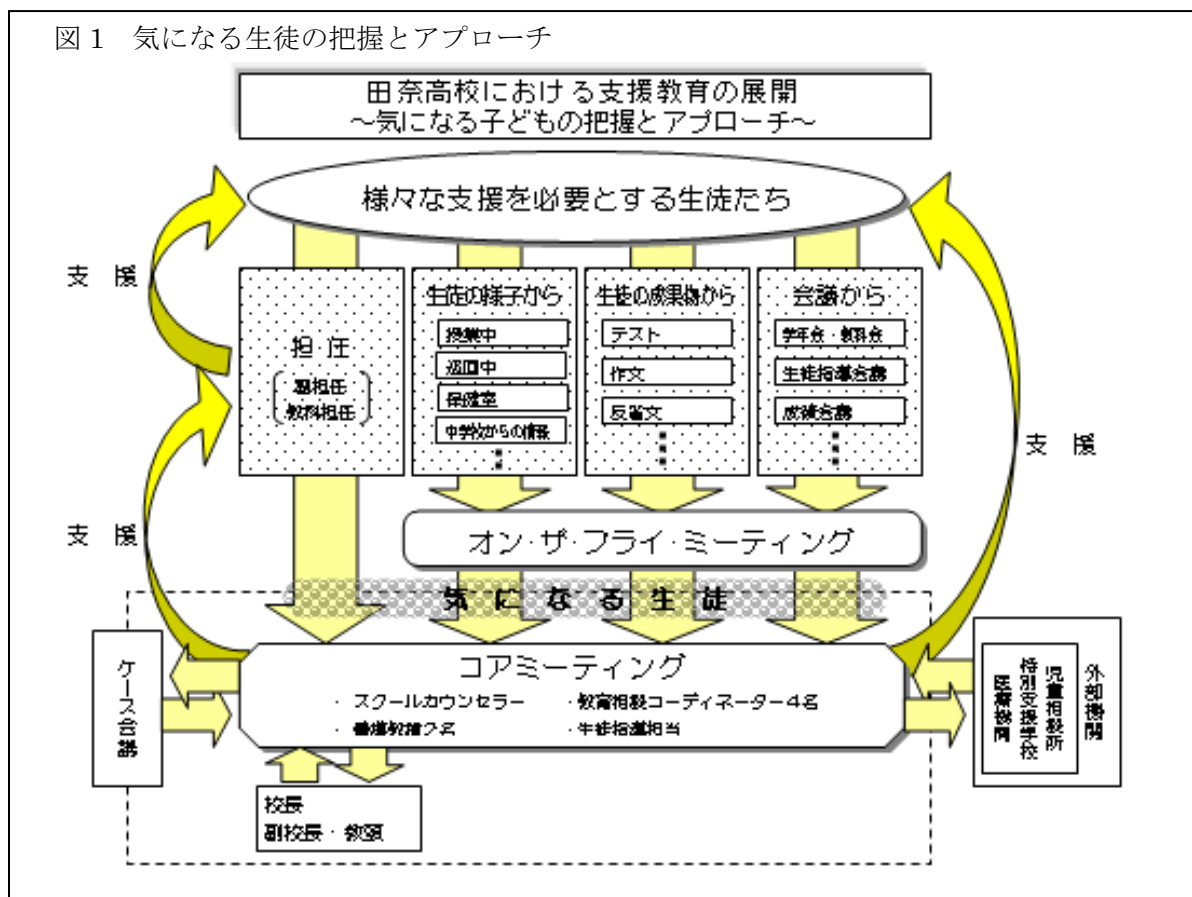 図1 気になる生徒の把握とアプローチ
田奈高校における支援教育の展開
～気になる子どもの把握とアプローチ～
様々な支援を必要とする生徒たち
支 援
担 任
副担任
教科担任
生徒の様子から
授業中
巡回中
保健室
中学校からの情報
生徒の成果物から
テスト
作文
反省文
会議から
学年会・教科会
生徒指導会議
成績会議
支 援
支 援
オン・ザ・フライ・ミーティング
気になる生徒
ケース会議
コアミーティング
・ スクールカウンセラー
・教育相談コーディネーター4名
・ 養護教諭2名
・生徒指導担当
外部機関
児童相談所
特別支援学校
医療機関
校長
副校長・教頭